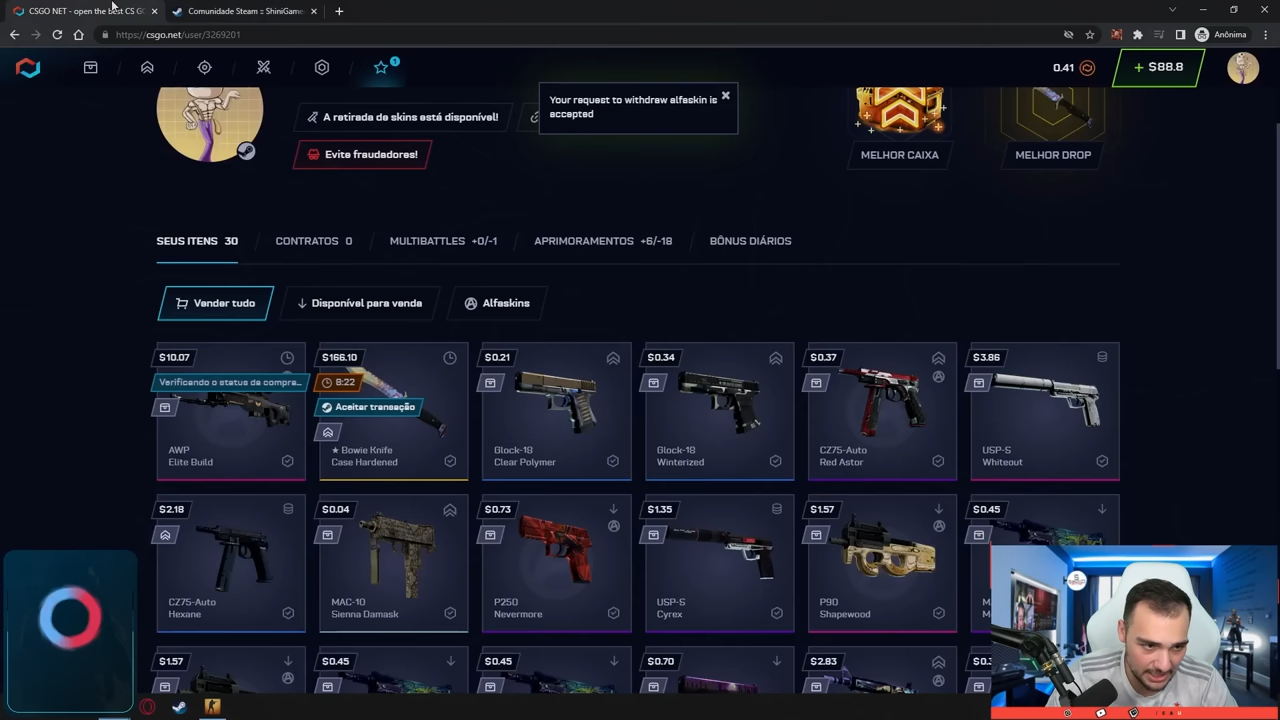 CSGO NET - open the best CS G
Comunidade Steam :: ShiniGame
https://csgo.net/user/3269201
Anônima
1
0.41
+ $88.8
Your request to withdraw alfaskin is
accepted
A retirada de skins está disponível!
Evite fraudadores!
MELHOR CAIXA
MELHOR DROP
SEUS ITENS 30
CONTRATOS 0
MULTIBATTLES +0/-1
APRIMORAMENTOS +6/-18
BÔNUS DIÁRIOS
Vender tudo
Disponível para venda
Alfaskins
$10.07
Verificando o status de compra...
AWP
Elite Build
$166.10
8:22
Aceitar transação
★ Bowie Knife
Case Hardened
$0.21
Glock-18
Clear Polymer
$0.34
Glock-18
Winterized
$0.37
CZ75-Auto
Red Astor
$3.86
USP-S
Whiteout
$2.18
CZ75-Auto
Hexane
$0.04
MAC-10
Sienna Damask
$0.73
P250
Nevermore
$1.35
USP-S
Cyrex
$1.57
P90
Shapewood
$0.45
$1.57
$0.45
$0.45
$0.70
$2.83